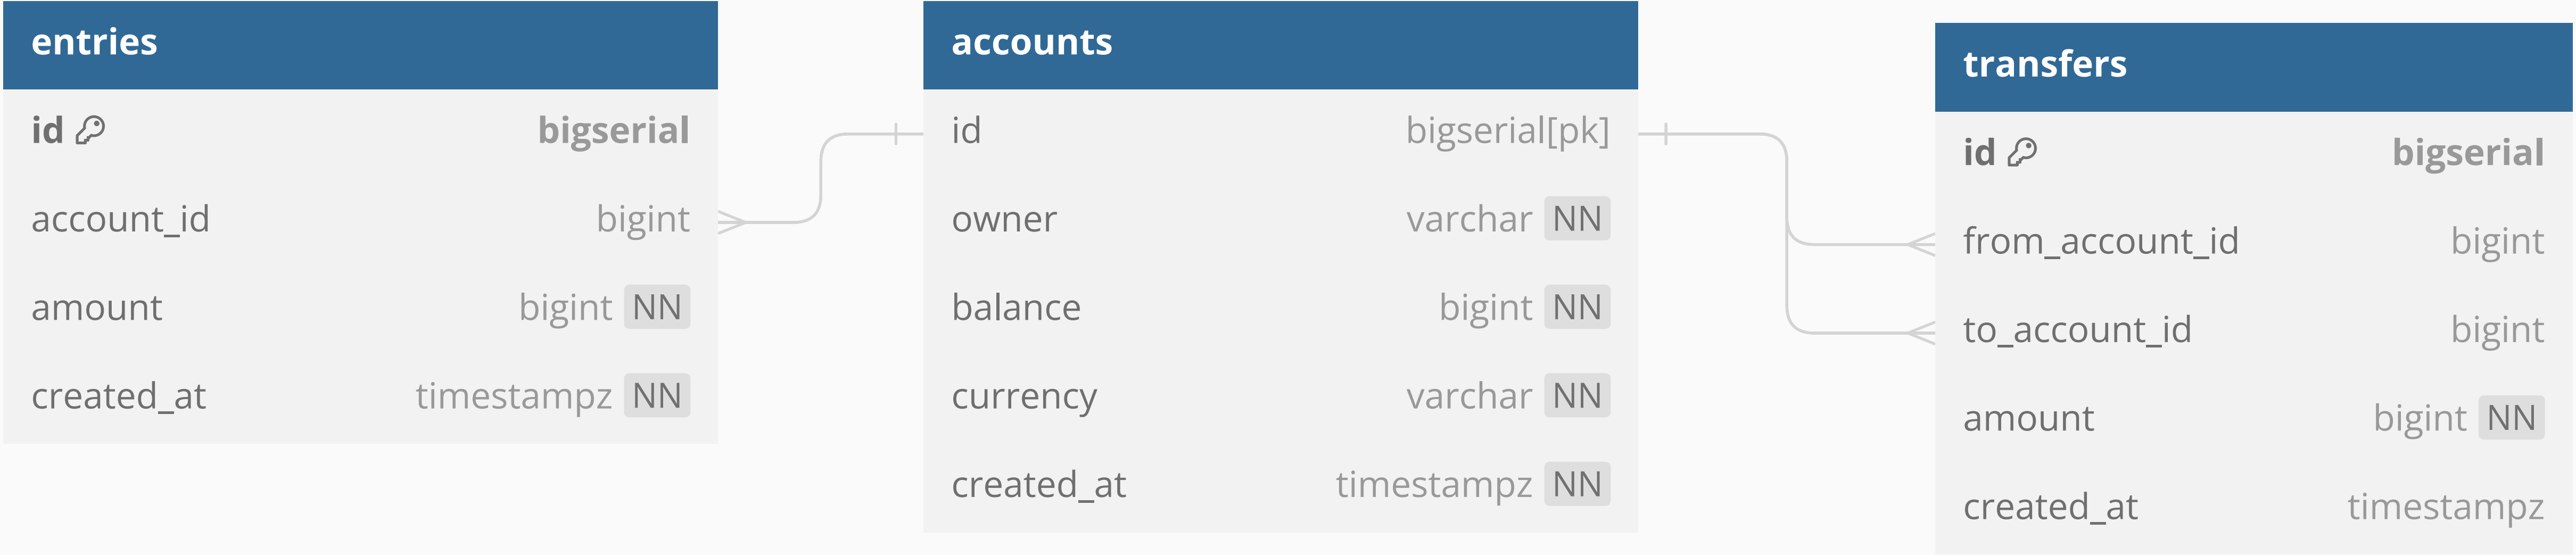 entries
id bigserial
account_id bigint
amount bigint NN
created_at timestampz NN
accounts
id bigserial[pk]
owner varchar NN
balance bigint NN
currency varchar NN
created_at timestampz NN
transfers
id bigserial
from_account_id bigint
to_account_id bigint
amount bigint NN
created_at timestampz